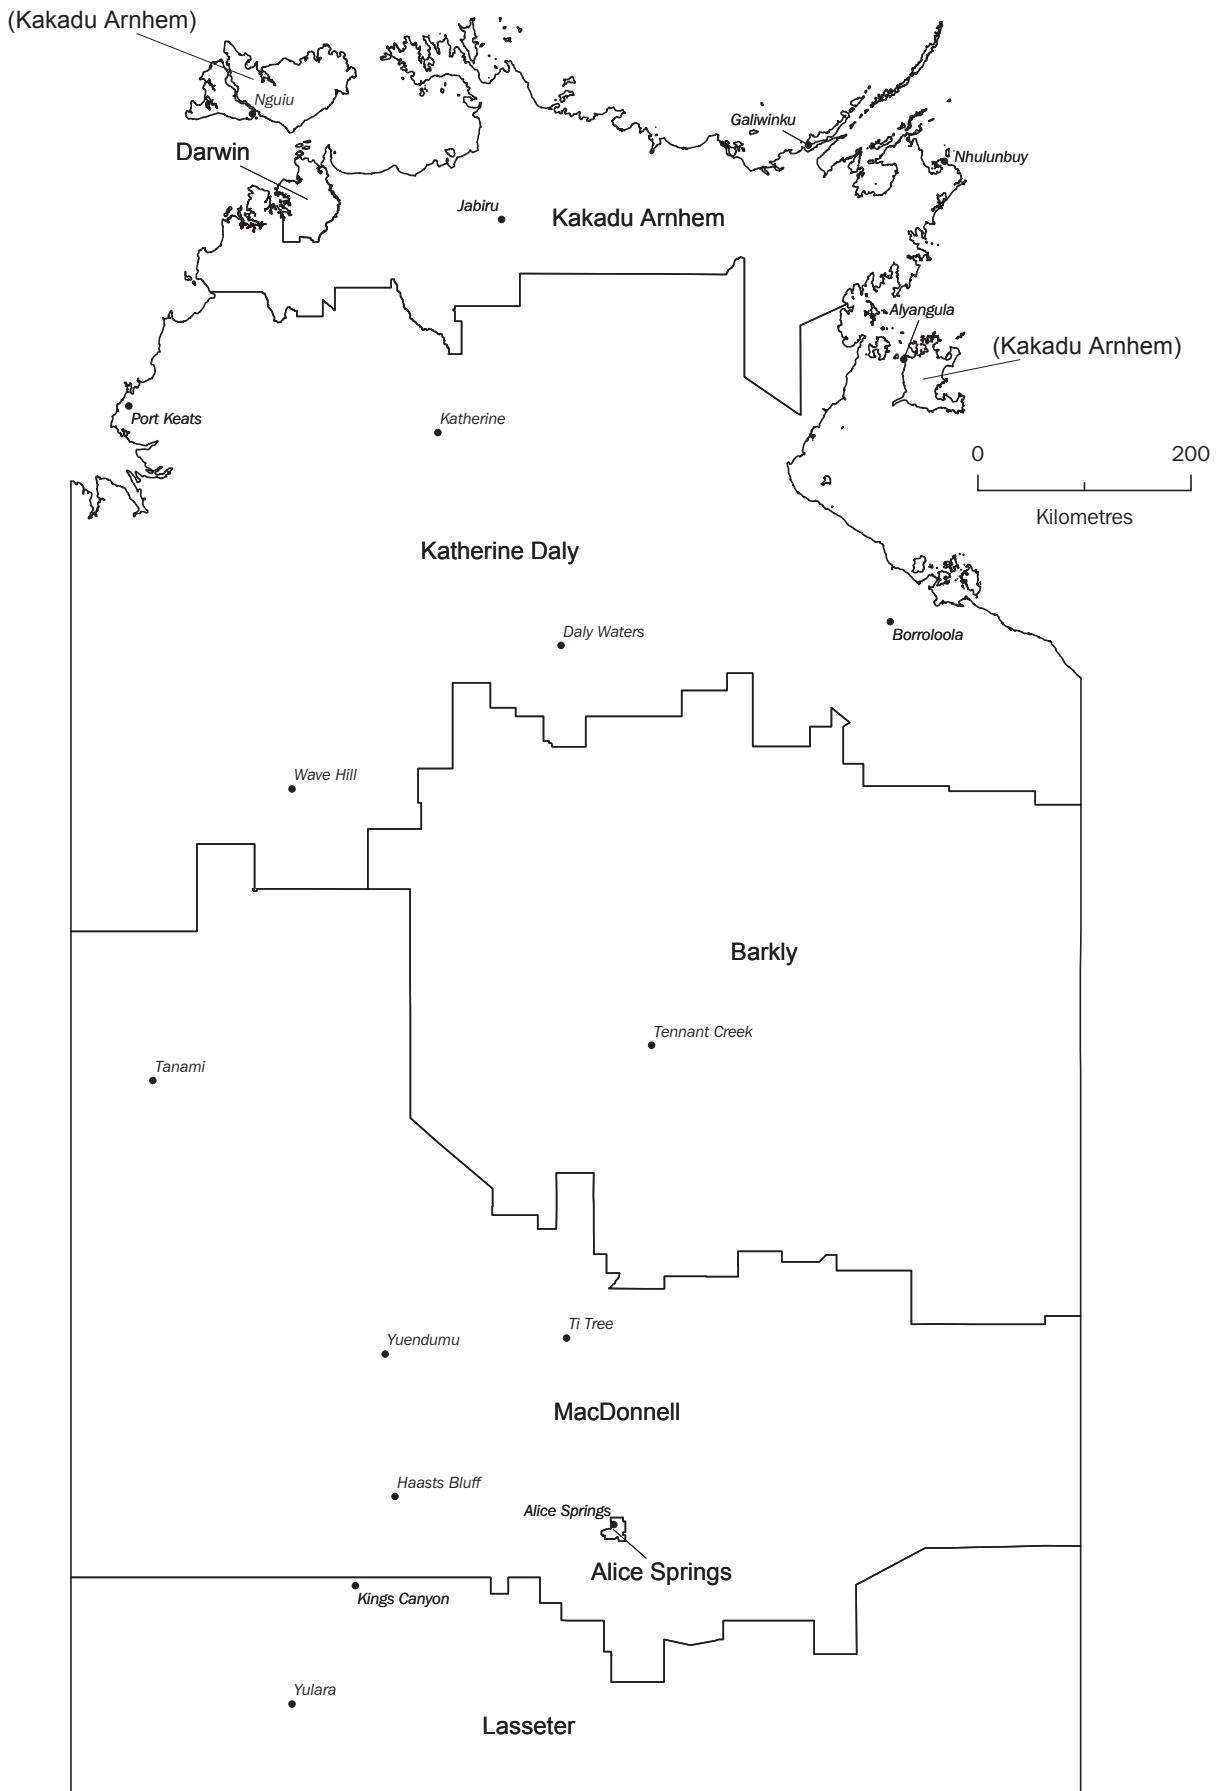 (Kakadu Arnhem)
Nguiu
Galiwinku
Darwin
Nhulunbuy
Jabiru
Kakadu Arnhem
Alyangula
(Kakadu Arnhem)
Port Keats
Katherine
0 200
Kilometres
Katherine Daly
Daly Waters
Borroloola
Wave Hill
Barkly
Tennant Creek
Tanami
Ti Tree
Yuendumu
MacDonnell
Haasts Bluff
Alice Springs
Alice Springs
Kings Canyon
Yulara
Lasseter